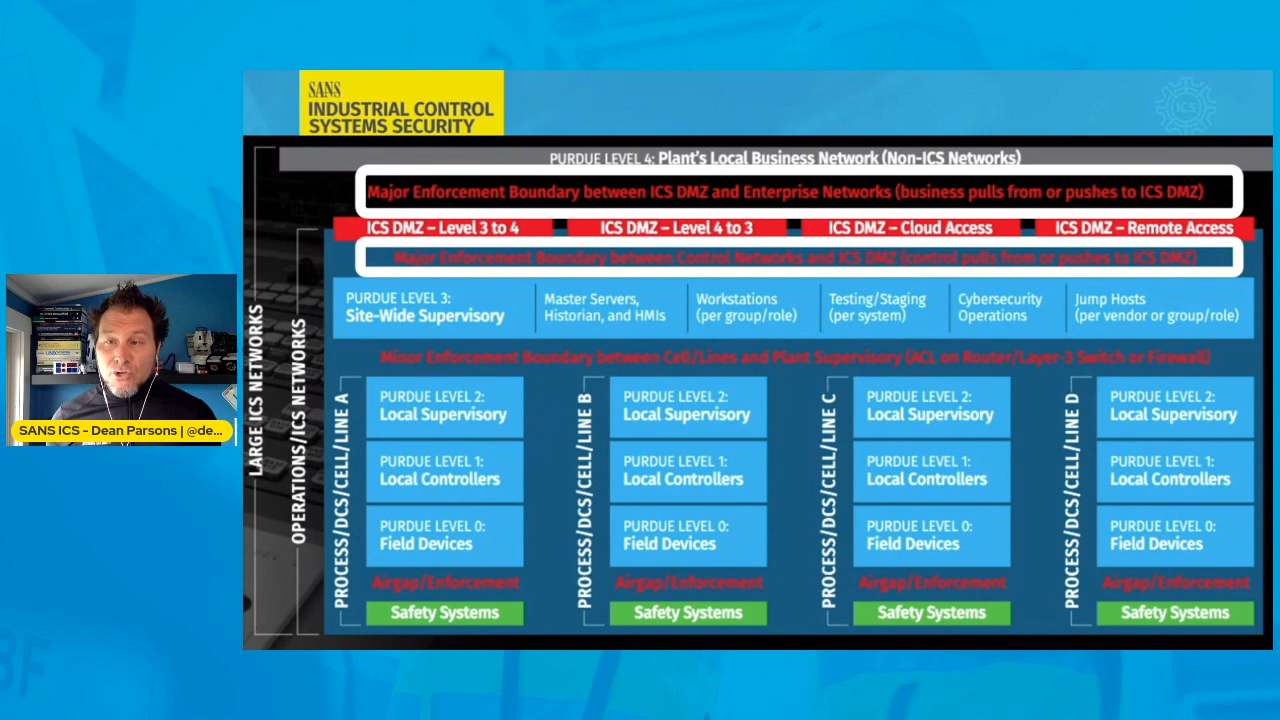 SANS
INDUSTRIAL CONTROL
SYSTEMS SECURITY
ICS
PURDUE LEVEL 4: Plant's Local Business Network (Non-ICS Networks)
Major Enforcement Boundary between ICS DMZ and Enterprise Networks (business pulls from or pushes to ICS DMZ)
ICS DMZ – Level 3 to 4
ICS DMZ – Level 4 to 3
ICS DMZ – Cloud Access
ICS DMZ – Remote Access
Major Enforcement Boundary between Control Networks and ICS DMZ (control pulls from or pushes to ICS DMZ)
PURDUE LEVEL 3:
Site-Wide Supervisory
Master Servers,
Historian, and HMIs
Workstations
(per group/role)
Testing/Staging
(per system)
Cybersecurity
Operations
Jump Hosts
(per vendor or group/role)
Minor Enforcement Boundary between Cell/Lines and Plant Supervisory (ACL on Router/Layer-3 Switch or Firewall)
LARGE ICS NETWORKS
OPERATIONS/ICS NETWORKS
PROCESS/DCS/CELL/LINE A
PURDUE LEVEL 2:
Local Supervisory
PURDUE LEVEL 1:
Local Controllers
PURDUE LEVEL 0:
Field Devices
Airgap/Enforcement
Safety Systems
PROCESS/DCS/CELL/LINE B
PURDUE LEVEL 2:
Local Supervisory
PURDUE LEVEL 1:
Local Controllers
PURDUE LEVEL 0:
Field Devices
Airgap/Enforcement
Safety Systems
PROCESS/DCS/CELL/LINE C
PURDUE LEVEL 2:
Local Supervisory
PURDUE LEVEL 1:
Local Controllers
PURDUE LEVEL 0:
Field Devices
Airgap/Enforcement
Safety Systems
PROCESS/DCS/CELL/LINE D
PURDUE LEVEL 2:
Local Supervisory
PURDUE LEVEL 1:
Local Controllers
PURDUE LEVEL 0:
Field Devices
Airgap/Enforcement
Safety Systems
SANS ICS - Dean Parsons | @de...